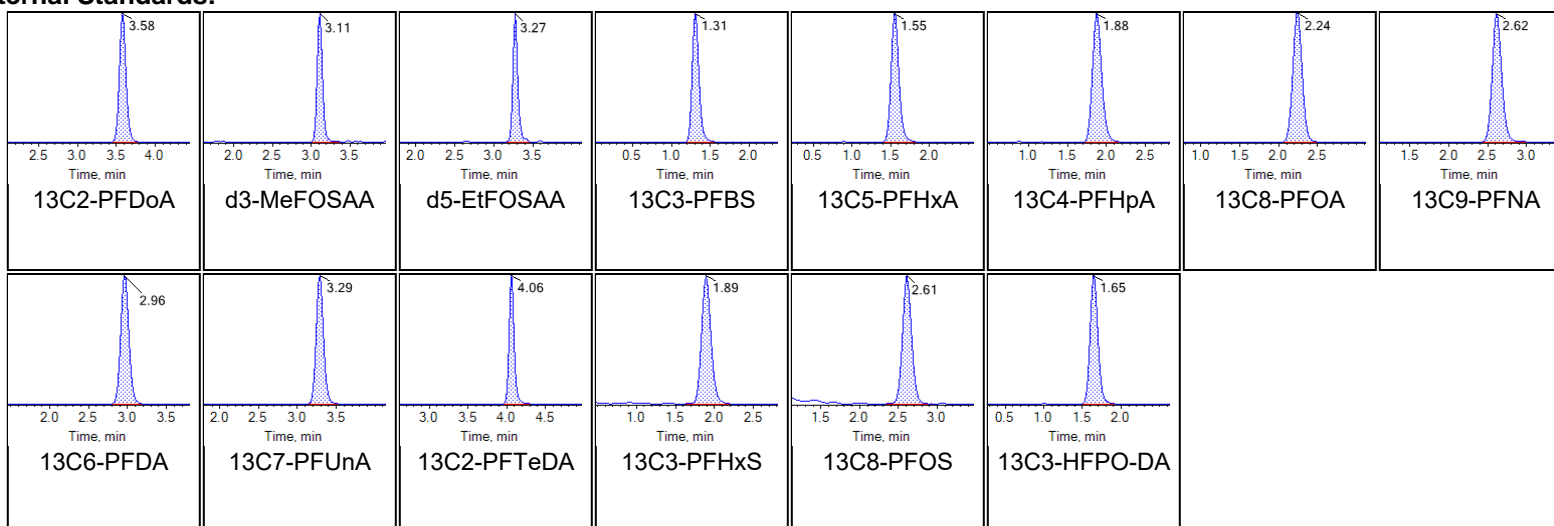 ternal Standards:
3.58 3.11 3.27 1.31 1.55 1.88 2.24 2.62
2.5 3.0 3.5 4.0 2.0 2.5 3.0 3.5 2.0 2.5 3.0 3.5 0.5 1.0 1.5 2.0 0.5 1.0 1.5 2.0 1.0 1.5 2.0 2.5 1.0 1.5 2.0 2.5 1.5 2.0 2.5 3.0
Time, min Time, min Time, min Time, min Time, min Time, min Time, min Time, min
13C2-PFDoA d3-MeFOSAA d5-EtFOSAA 13C3-PFBS 13C5-PFHxA 13C4-PFHpA 13C8-PFOA 13C9-PFNA
2.96 3.29 4.06 1.89 2.61 1.65
2.0 2.5 3.0 3.5 2.0 2.5 3.0 3.5 3.0 3.5 4.0 4.5 1.0 1.5 2.0 2.5 1.5 2.0 2.5 3.0 0.5 1.0 1.5 2.0
Time, min Time, min Time, min Time, min Time, min Time, min
13C6-PFDA 13C7-PFUnA 13C2-PFTeDA 13C3-PFHxS 13C8-PFOS 13C3-HFPO-DA